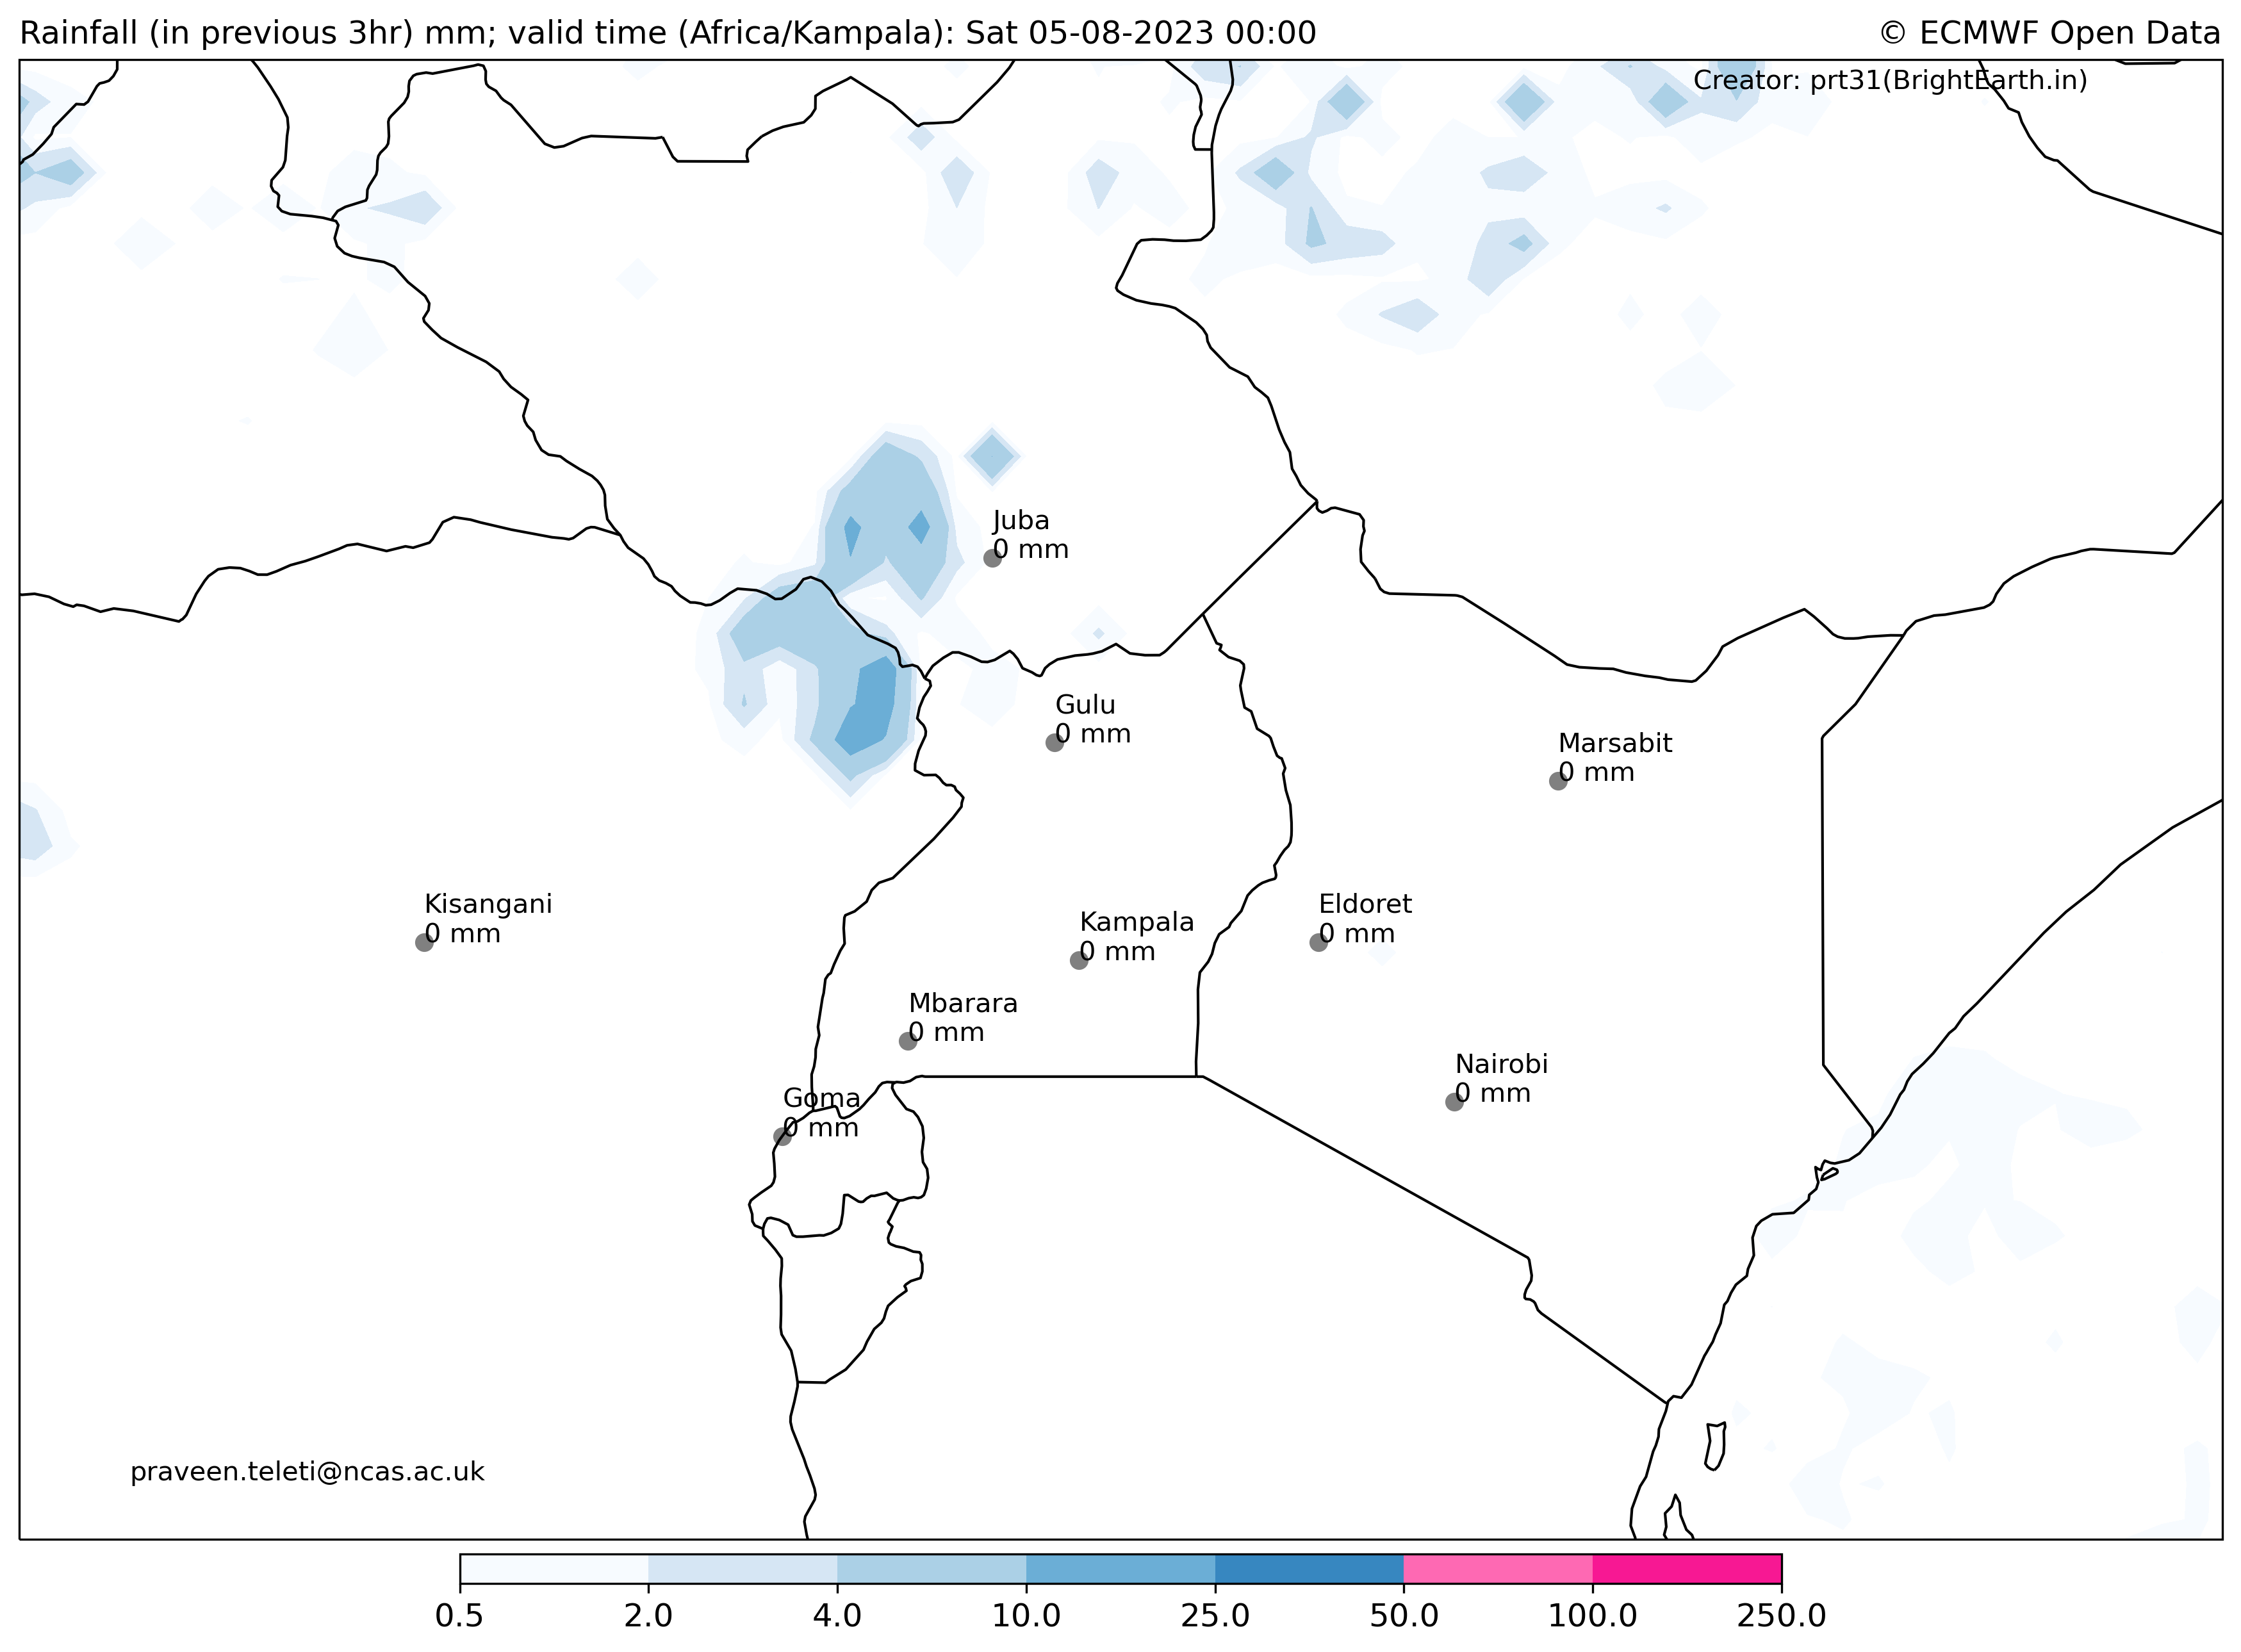 Rainfall (in previous 3hr) mm; valid time (Africa/Kampala): Sat 05-08-2023 00:00
© ECMWF Open Data
Creator: prt31(BrightEarth.in)
Juba
0 mm
Gulu
0 mm
Marsabit
0 mm
Kisangani
0 mm
Kampala
0 mm
Eldoret
0 mm
Mbarara
0 mm
Nairobi
0 mm
Goma
0 mm
praveen.teleti@ncas.ac.uk
0.5 2.0 4.0 10.0 25.0 50.0 100.0 250.0